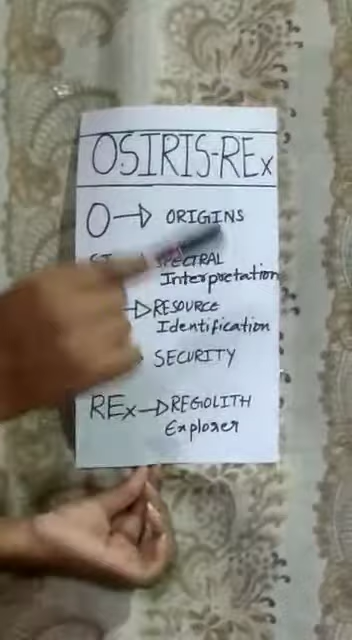 OSIRIS-REx
O → ORIGINS
SPECTRAL
Interpretation
→ RESOURCE
Identification
SECURITY
REx → REGOLITH
Explorer